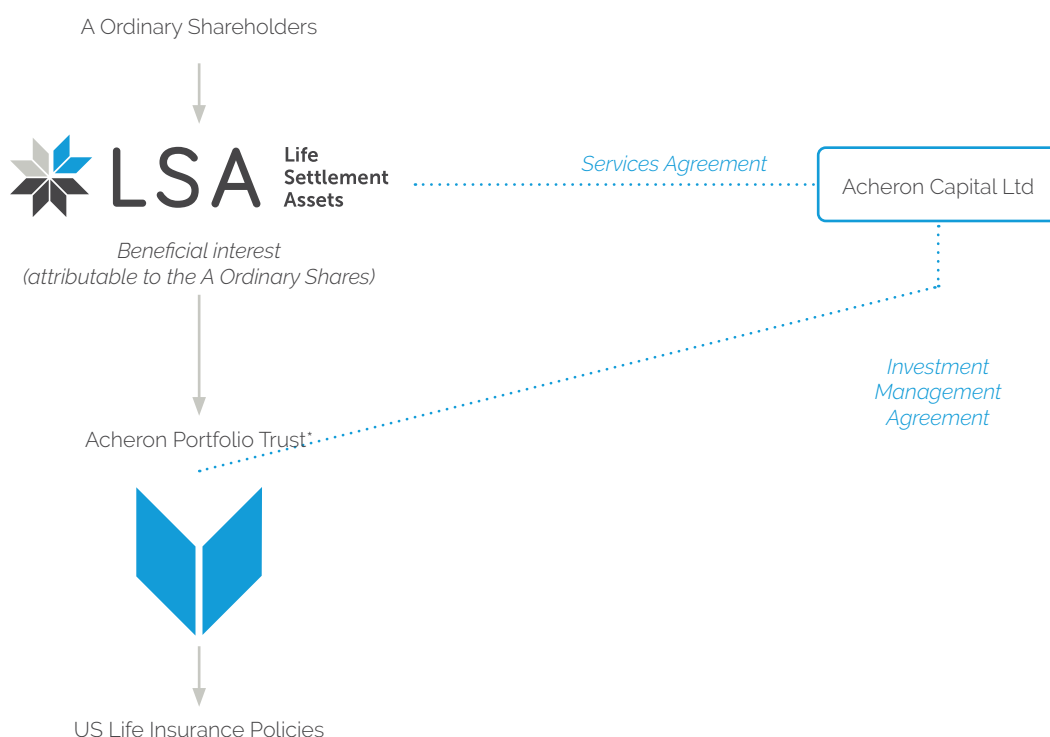 A Ordinary Shareholders
LSA
Life
Settlement
Assets
Services Agreement
Acheron Capital Ltd
Beneficial interest
(attributable to the A Ordinary Shares)
Investment
Management
Agreement
Acheron Portfolio Trust*
US Life Insurance Policies